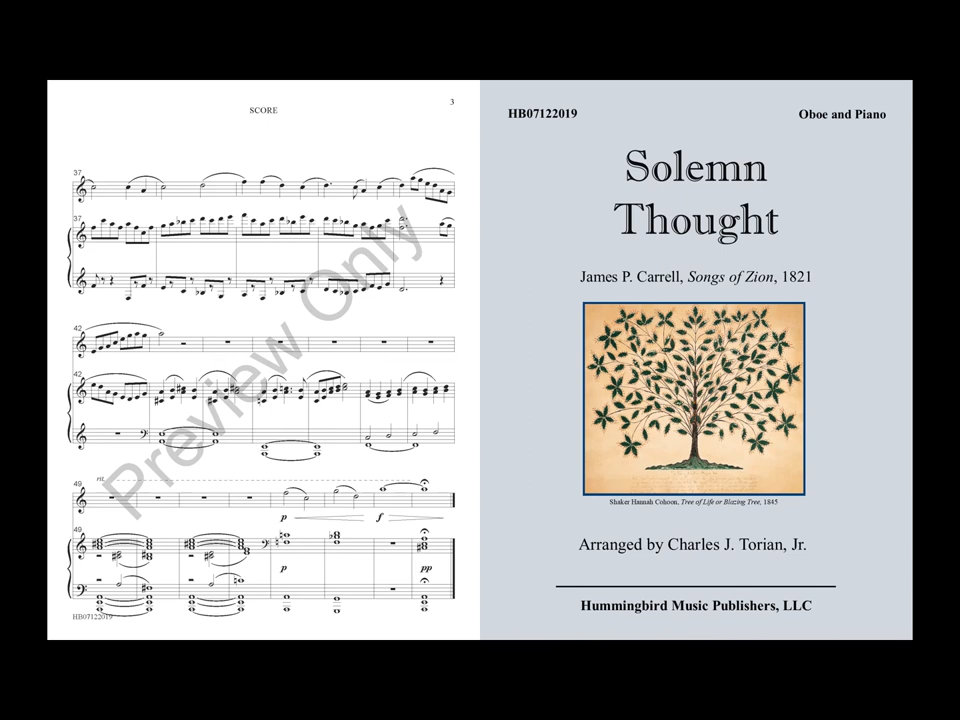 3
SCORE
37
37
42
42
49
rit.
p
f
49
p
pp
HB07122019
Preview Only
HB07122019
Oboe and Piano
Solemn
Thought
James P. Carrell, Songs of Zion, 1821
Shaker Hannah Cohoon, Tree of Life or Blazing Tree, 1845
Arranged by Charles J. Torian, Jr.
Hummingbird Music Publishers, LLC